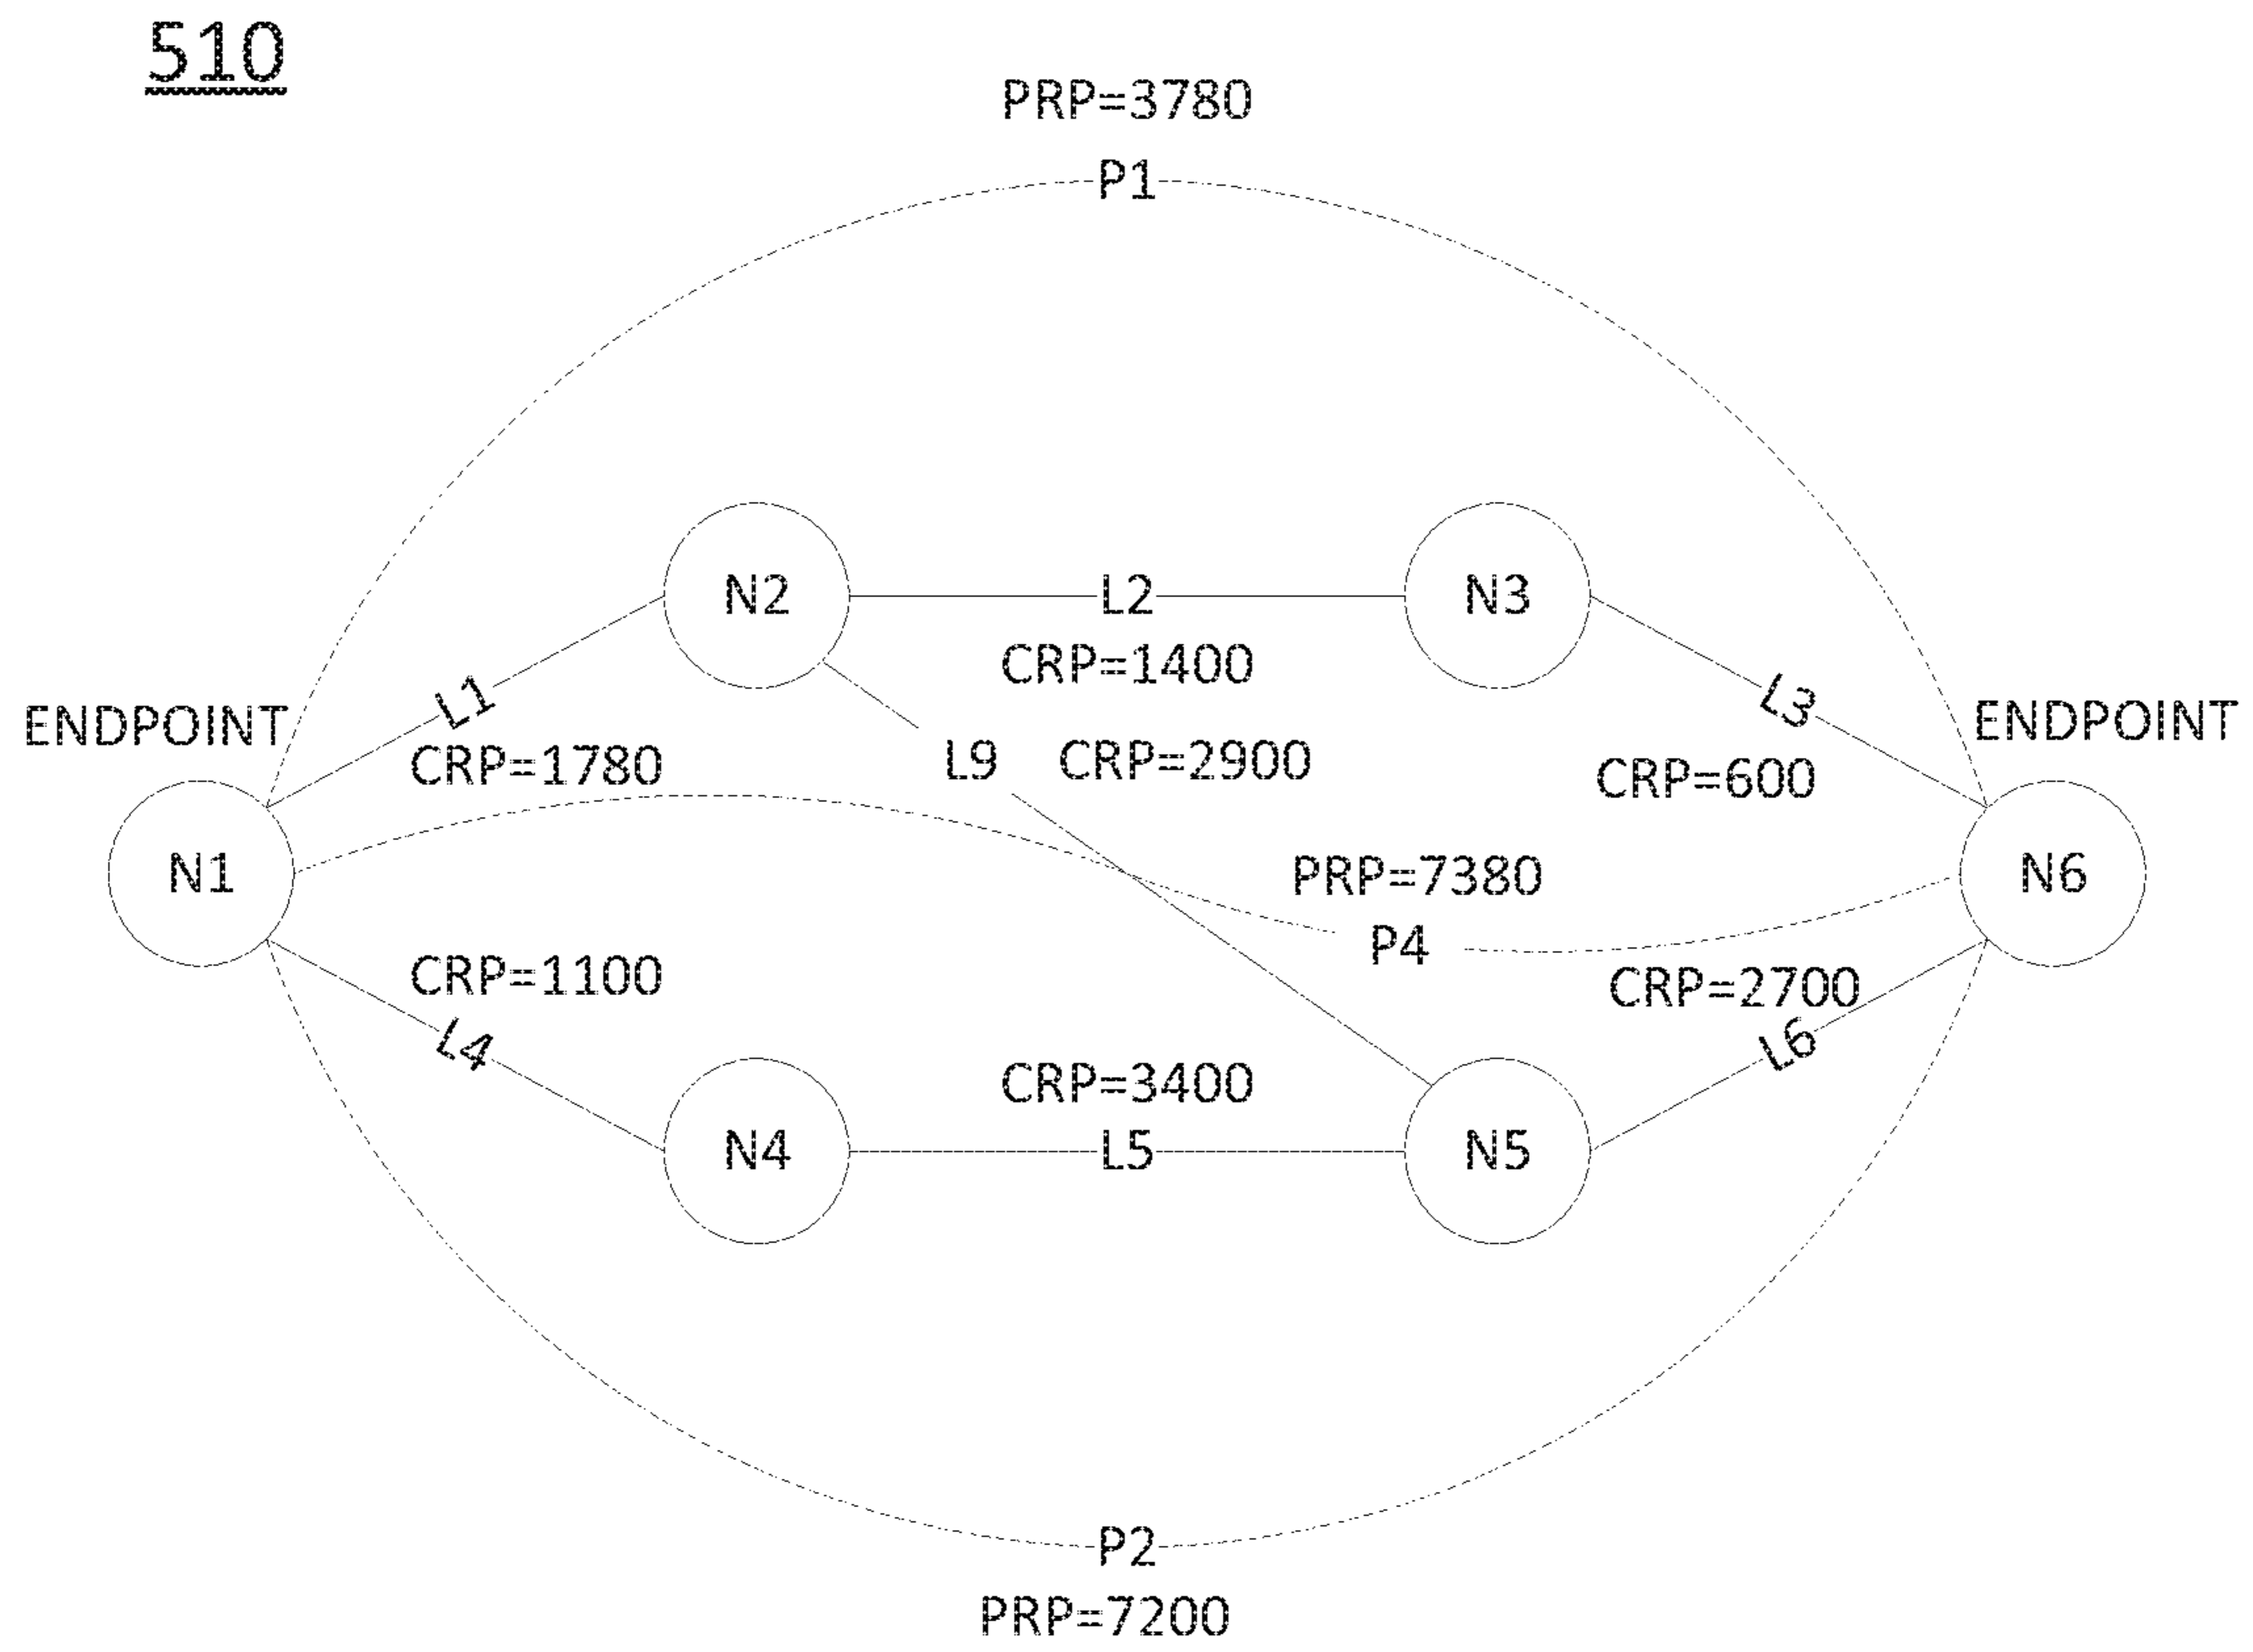 510
PRP=3780
P1
N2
L2
N3
CRP=1400
L1
L3
ENDPOINT
ENDPOINT
CRP=1780
L9
CRP=2900
CRP=600
N1
PRP=7380
N6
P4
CRP=1100
CRP=2700
L4
L6
CRP=3400
N4
L5
N5
P2
PRP=7200